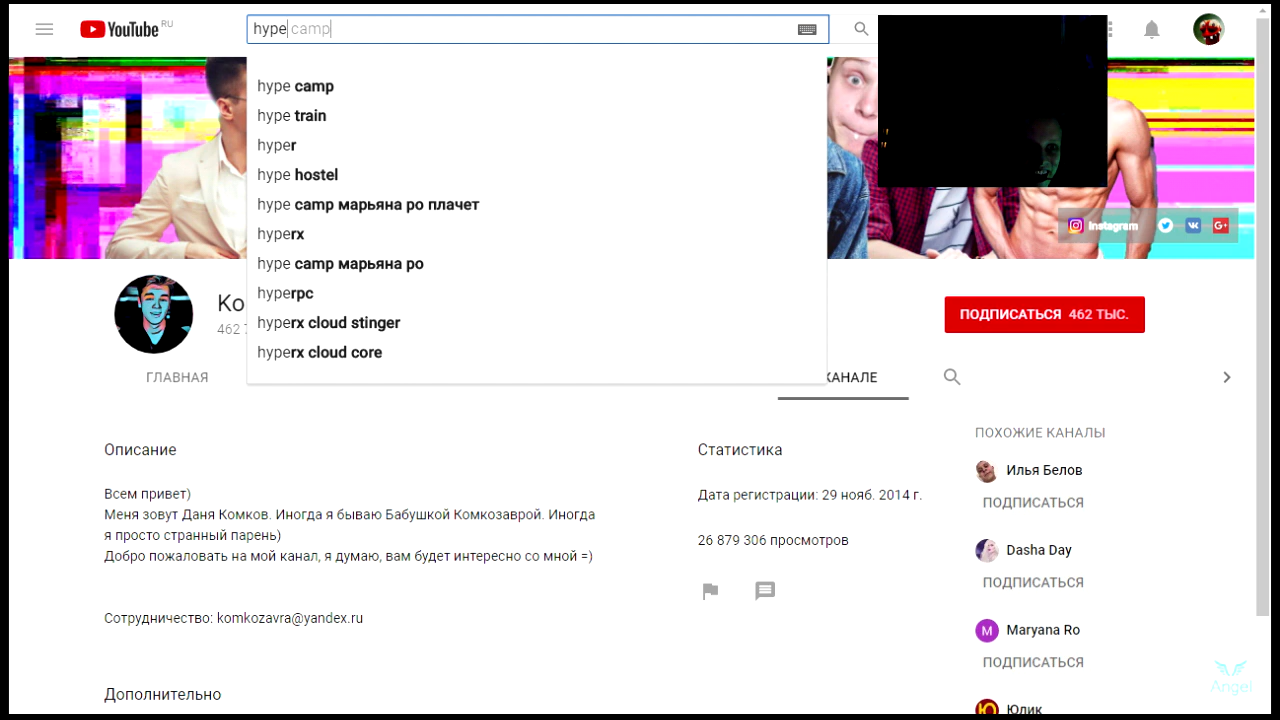 YouTube RU
hype camp
hype camp
hype train
hyper
hype hostel
hype camp марьяна ро плачет
hyperx
hype camp марьяна ро
hyperpc
hyperx cloud stinger
hyperx cloud core
Instagram
Ko
462
ПОДПИСАТЬСЯ 462 ТЫС.
ГЛАВНАЯ
КАНАЛЕ
Описание
Всем привет)
Меня зовут Даня Комков. Иногда я бываю Бабушкой Комкозаврой. Иногда
я просто странный парень)
Добро пожаловать на мой канал, я думаю, вам будет интересно со мной =)
Сотрудничество: komkozavra@yandex.ru
Дополнительно
Статистика
Дата регистрации: 29 нояб. 2014 г.
26 879 306 просмотров
ПОХОЖИЕ КАНАЛЫ
Илья Белов
ПОДПИСАТЬСЯ
Dasha Day
ПОДПИСАТЬСЯ
M
Maryana Ro
ПОДПИСАТЬСЯ
Ю
Юлик
Angel